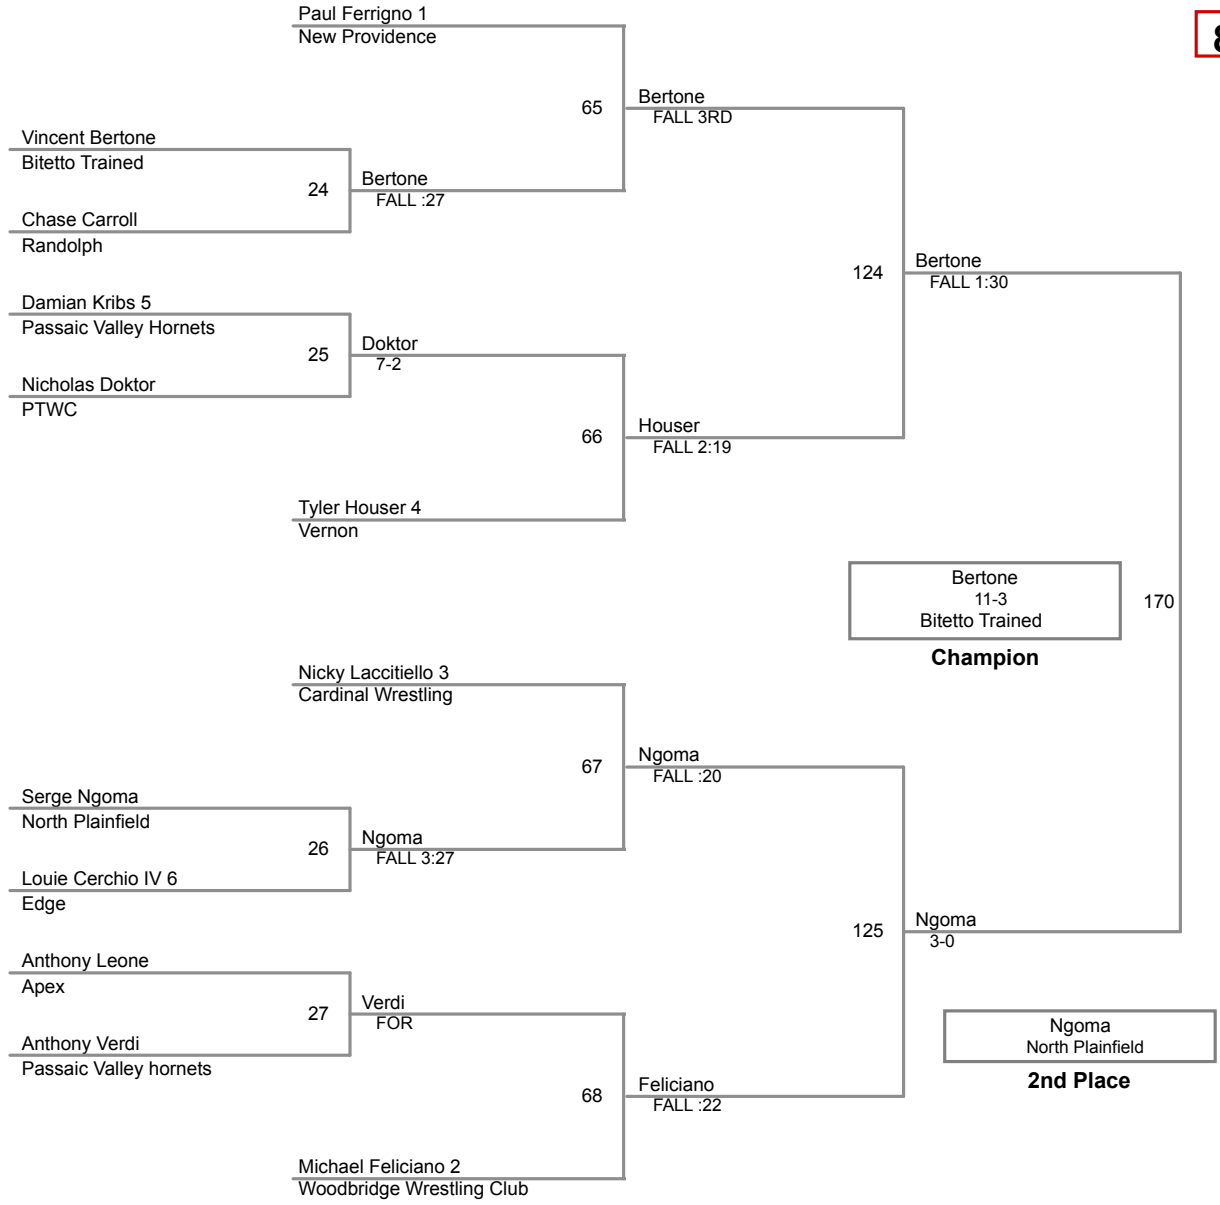 Paul Ferrigno 1
New Providence
65
Bertone
FALL 3RD
Vincent Bertone
Bitetto Trained
24
Bertone
FALL :27
Chase Carroll
Randolph
124
Bertone
FALL 1:30
Damian Kribs 5
Passaic Valley Hornets
25
Doktor
7-2
Nicholas Doktor
PTWC
66
Houser
FALL 2:19
Tyler Houser 4
Vernon
Bertone
11-3
Bitetto Trained
170
Champion
Nicky Laccitiello 3
Cardinal Wrestling
67
Ngoma
FALL :20
Serge Ngoma
North Plainfield
26
Ngoma
FALL 3:27
Louie Cerchio IV 6
Edge
125
Ngoma
3-0
Anthony Leone
Apex
27
Verdi
FOR
Anthony Verdi
Passaic Valley hornets
Ngoma
North Plainfield
2nd Place
68
Feliciano
FALL :22
Michael Feliciano 2
Woodbridge Wrestling Club